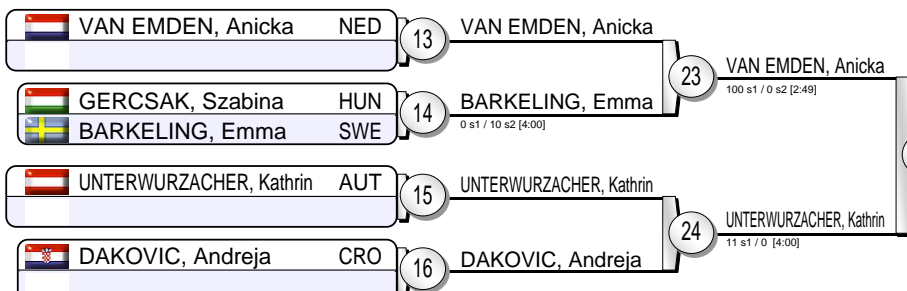 VAN EMDEN, Anicka NED
13
VAN EMDEN, Anicka
23
VAN EMDEN, Anicka
100 s1 / 0 s2 [2:49]
GERCSAK, Szabina HUN
BARKELING, Emma SWE
14
BARKELING, Emma
0 s1 / 10 s2 [4:00]
UNTERWURZACHER, Kathrin AUT
15
UNTERWURZACHER, Kathrin
24
UNTERWURZACHER, Kathrin
11 s1 / 0 [4:00]
DAKOVIC, Andreja CRO
16
DAKOVIC, Andreja